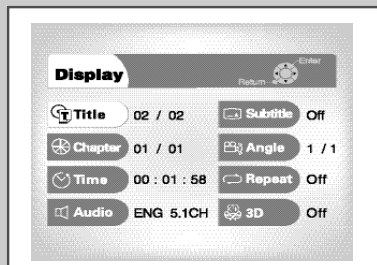 Enter
Display
Return
Title 02 / 02 Subtitle Off
Chapter 01 / 01 Angle 1 / 1
Time 00 : 01 : 58 Repeat Off
Audio ENG 5.1CH 3D Off